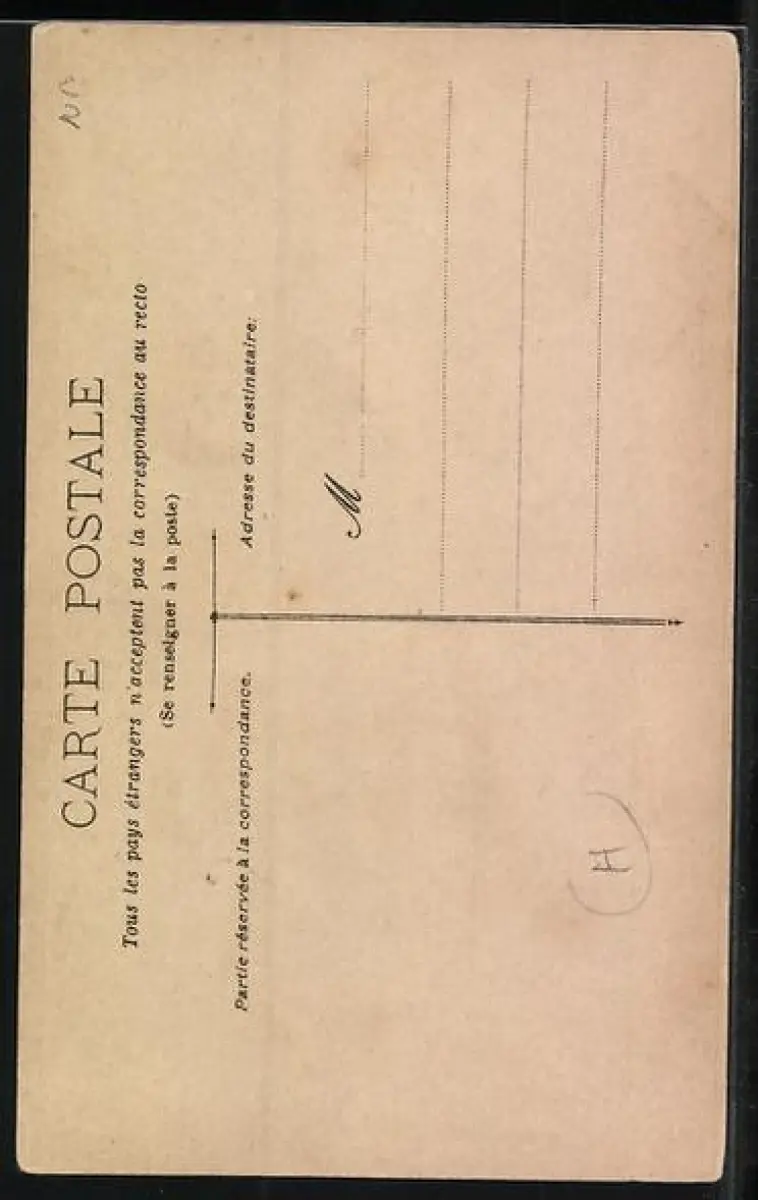 CARTE POSTALE
Tous les pays étrangers n'acceptent pas la correspondance au recto
(Se renseigner à la poste)
Partie réservée à la correspondance.
Adresse du destinataire:
M
H